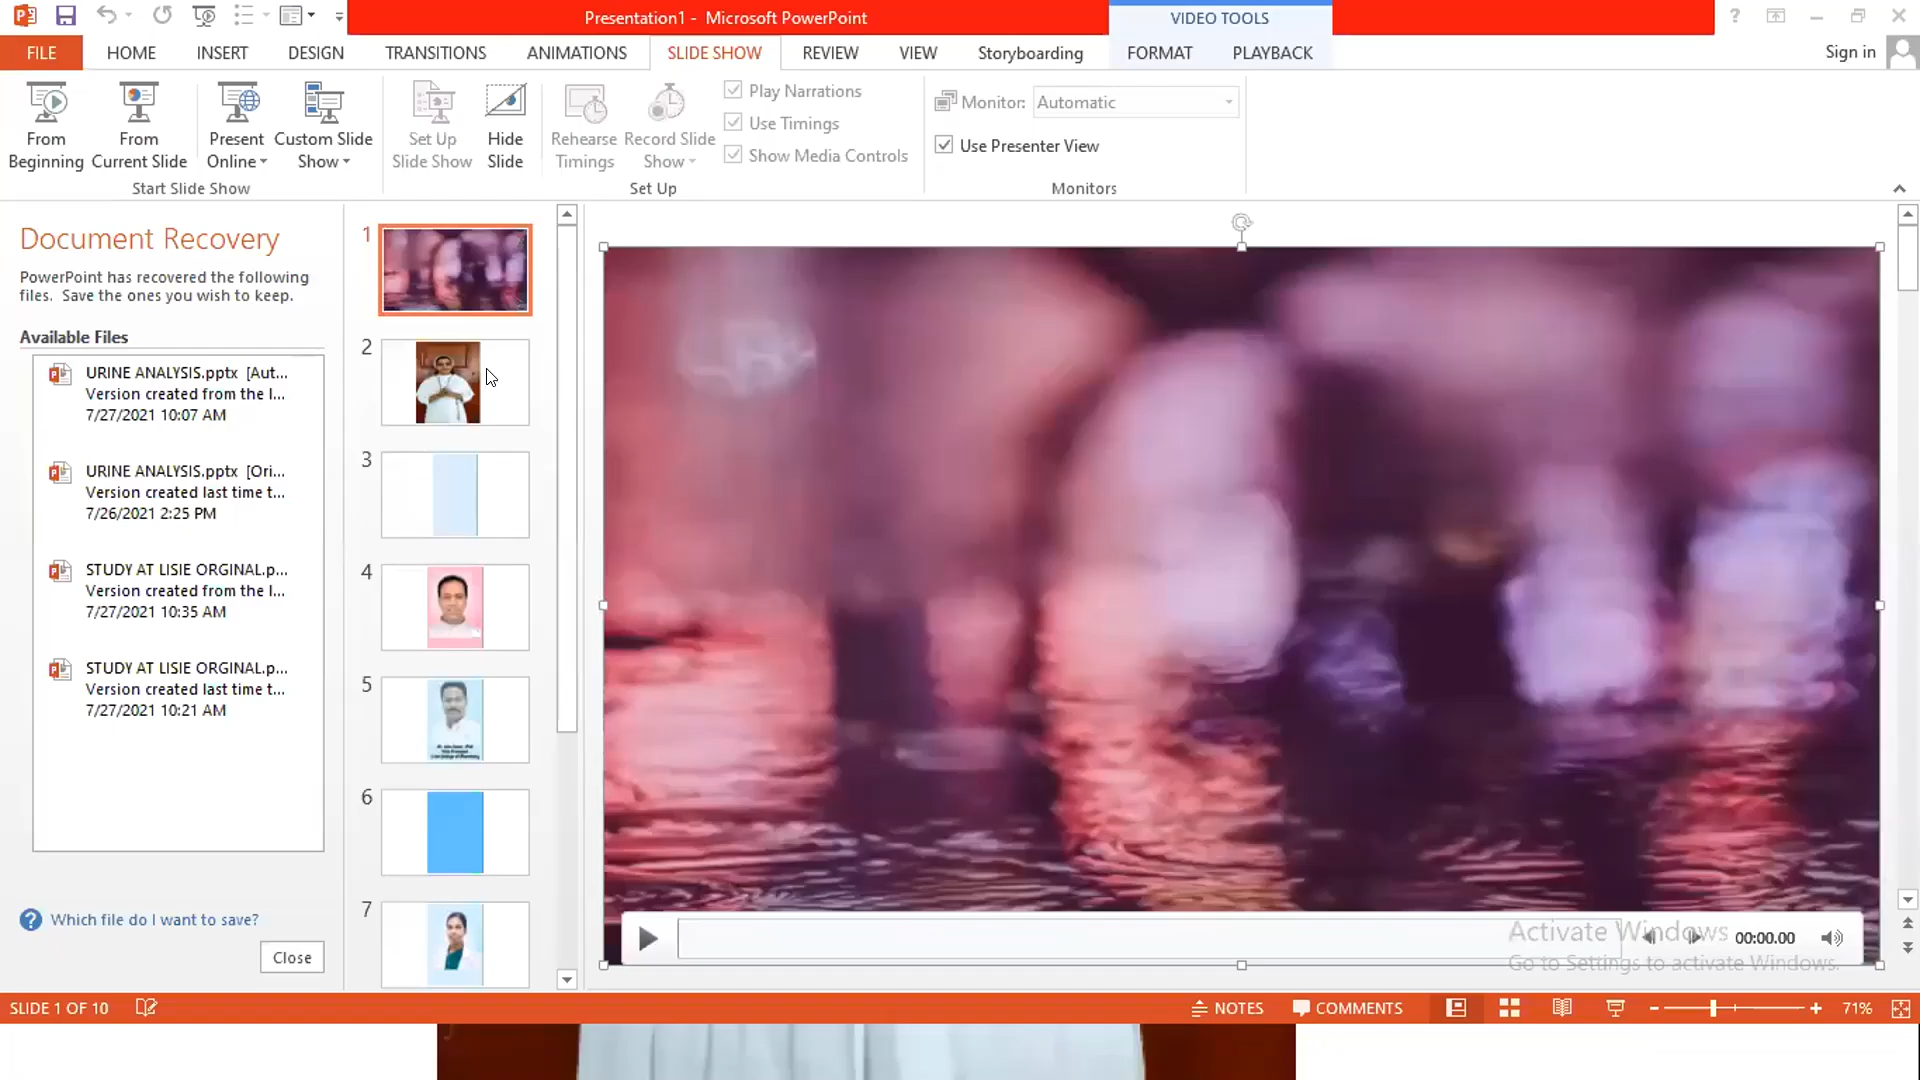 Presentation1 - Microsoft PowerPoint
VIDEO TOOLS
?
FILE
HOME
INSERT
DESIGN
TRANSITIONS
ANIMATIONS
SLIDE SHOW
REVIEW
VIEW
Storyboarding
FORMAT
PLAYBACK
Sign in
From
Beginning
From
Current Slide
Present
Online
Custom Slide
Show
Set Up
Slide Show
Hide
Slide
Rehearse
Timings
Record Slide
Show
Play Narrations
Use Timings
Show Media Controls
Monitor:
Automatic
Use Presenter View
Start Slide Show
Set Up
Monitors
Document Recovery
PowerPoint has recovered the following
files. Save the ones you wish to keep.
Available Files
URINE ANALYSIS.pptx [Aut...
Version created from the l...
7/27/2021 10:07 AM
URINE ANALYSIS.pptx [Ori...
Version created last time t...
7/26/2021 2:25 PM
STUDY AT LISIE ORGINAL.p...
Version created from the l...
7/27/2021 10:35 AM
STUDY AT LISIE ORGINAL.p...
Version created last time t...
7/27/2021 10:21 AM
Which file do I want to save?
Close
1
2
3
4
5
6
7
00:00.00
Activate Windows
Go to Settings to activate Windows.
SLIDE 1 OF 10
NOTES
COMMENTS
71%